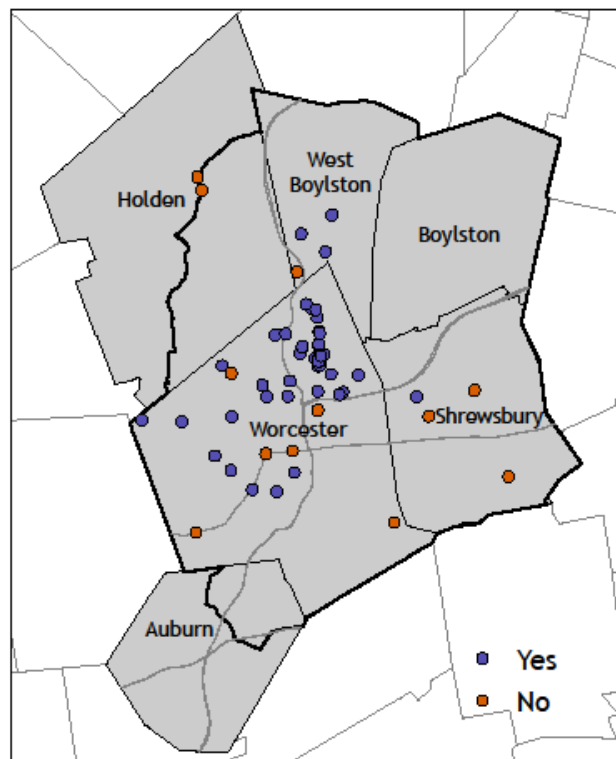 West
Boylston
Holden
Boylston
Shrewsbury
Worcester
Auburn
Yes
No